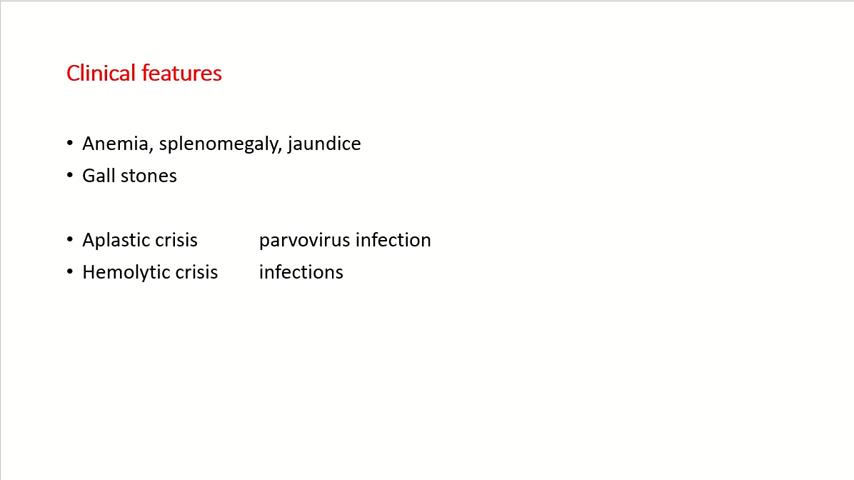 Clinical features
• Anemia, splenomegaly, jaundice
• Gall stones
• Aplastic crisis parvovirus infection
• Hemolytic crisis infections